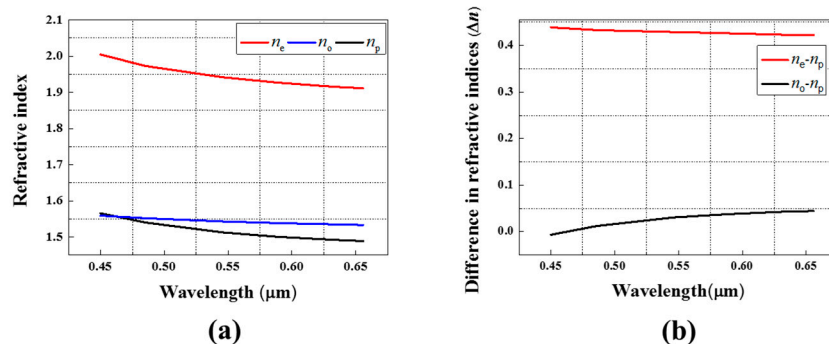 2.1
2.0
1.9
1.8
1.7
1.6
1.5
0.45
0.50
0.55
0.60
0.65
Refractive index
Wavelength (μm)
nₑ nₒ nₚ
(a)
0.4
0.3
0.2
0.1
0.0
0.45
0.50
0.55
0.60
0.65
Difference in refractive indices (Δn)
Wavelength(μm)
nₑ-nₚ
nₒ-nₚ
(b)